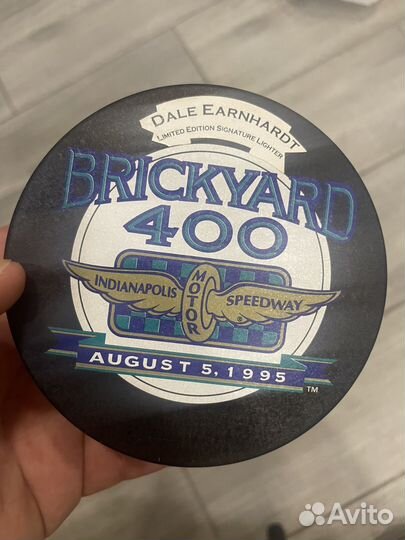 DALE EARNHARDT
LIMITED EDITION SIGNATURE LIGHTER
BRICKYARD
400
INDIANAPOLIS MOTOR SPEEDWAY
®
AUGUST 5, 1995
TM
Avito